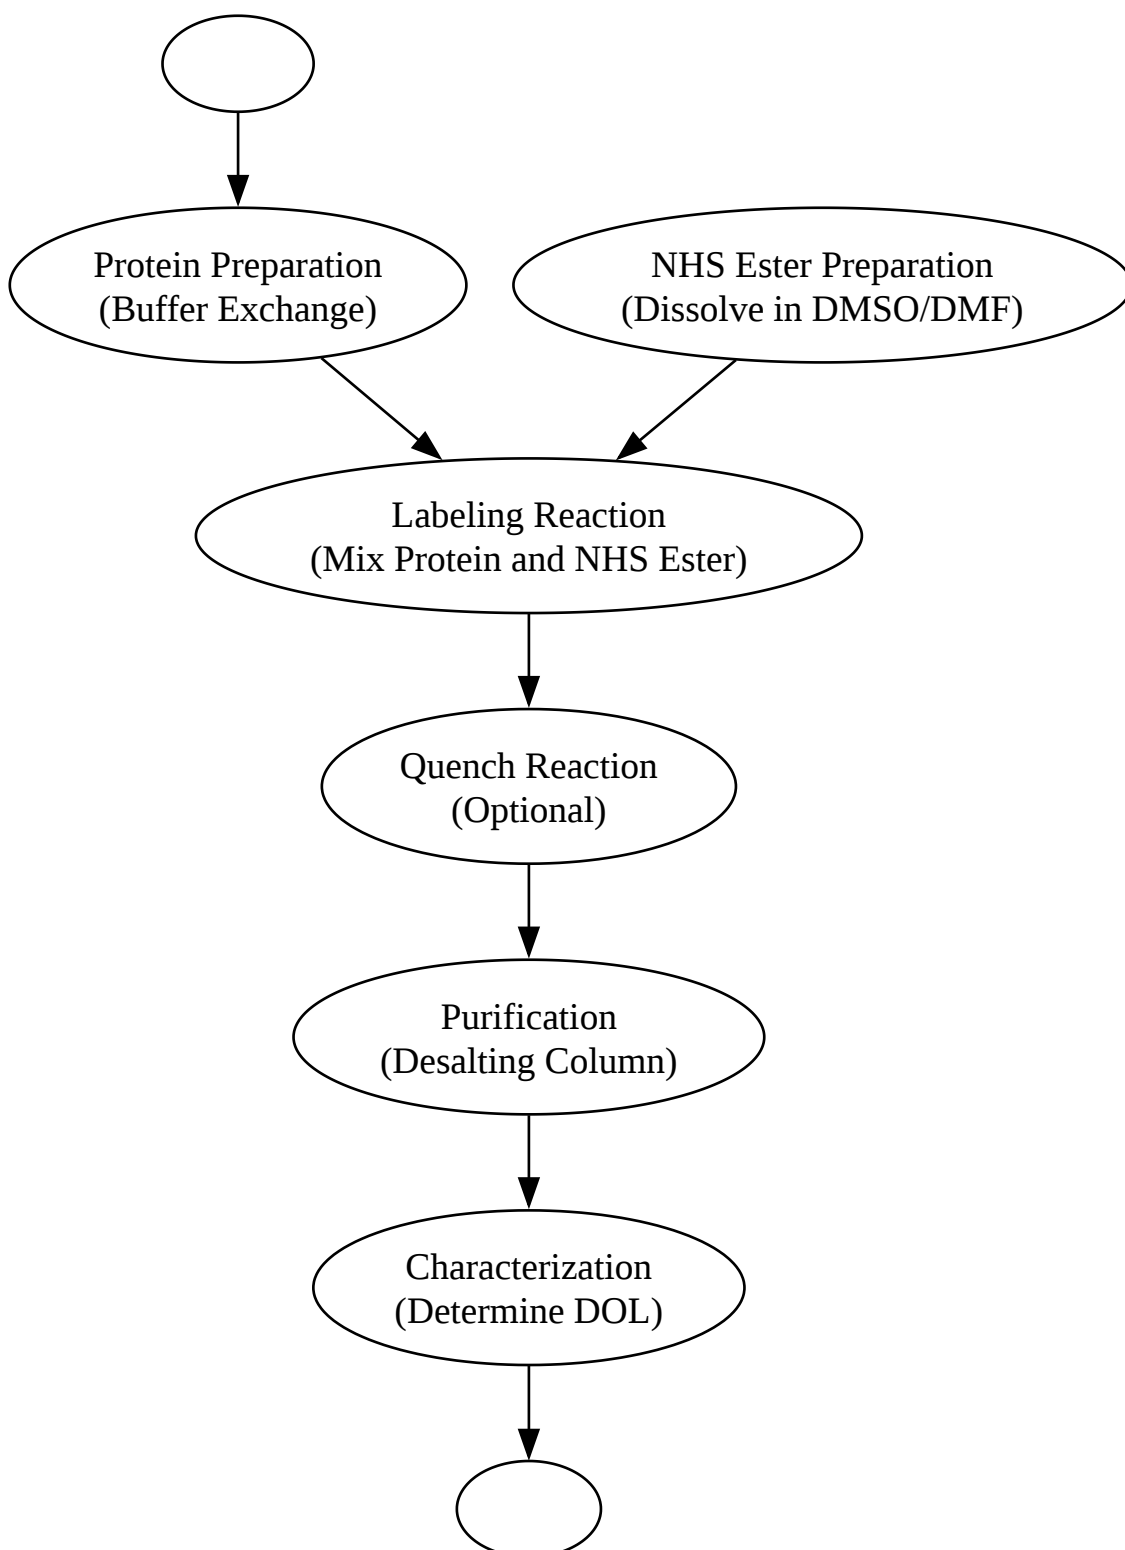 Protein Preparation
(Buffer Exchange)
NHS Ester Preparation
(Dissolve in DMSO/DMF)
Labeling Reaction
(Mix Protein and NHS Ester)
Quench Reaction
(Optional)
Purification
(Desalting Column)
Characterization
(Determine DOL)